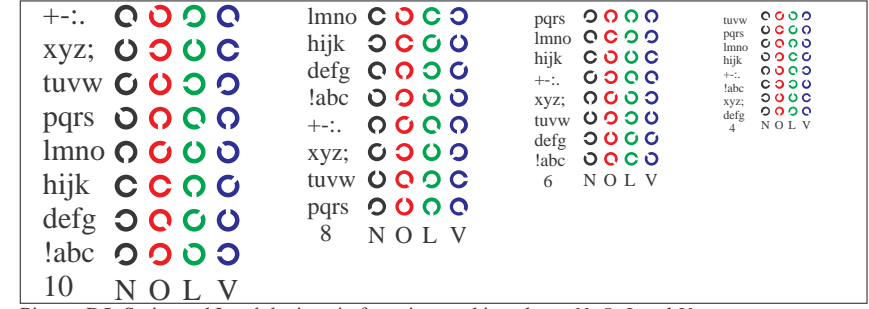 +-:.
xyz;
tuvw
pqrs
lmno
hijk
defg
!abc
10 N O L V
lmno
hijk
defg
!abc
+-:.
xyz;
tuvw
pqrs
8 N O L V
pqrs
lmno
hijk
+-:.
xyz;
tuvw
defg
!abc
6 N O L V
tuvw
pqrs
lmno
hijk
+-:.
!abc
xyz;
defg
4 N O L V